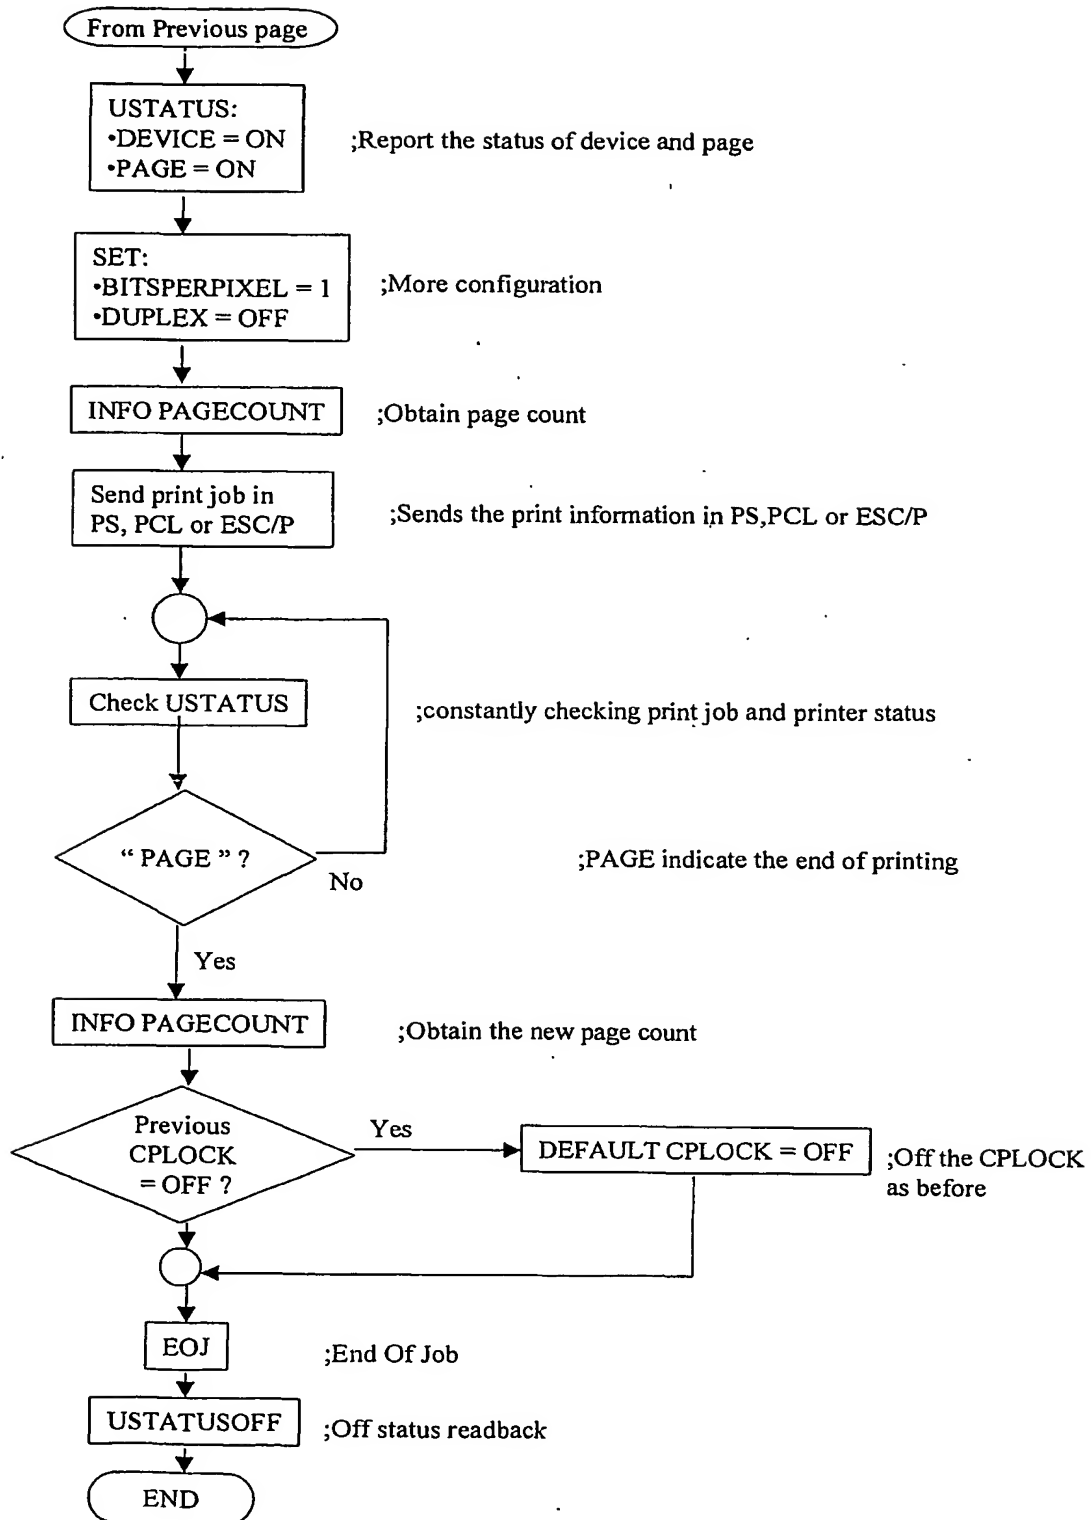 From Previous page
USTATUS:
•DEVICE = ON
•PAGE = ON
;Report the status of device and page
SET:
•BITSPERPIXEL = 1
•DUPLEX = OFF
;More configuration
INFO PAGECOUNT
;Obtain page count
Send print job in
PS, PCL or ESC/P
;Sends the print information in PS,PCL or ESC/P
Check USTATUS
;constantly checking print job and printer status
“ PAGE ” ?
No
;PAGE indicate the end of printing
Yes
INFO PAGECOUNT
;Obtain the new page count
Previous
CPLOCK
= OFF ?
Yes
DEFAULT CPLOCK = OFF
;Off the CPLOCK
as before
EOJ
;End Of Job
USTATUSOFF
;Off status readback
END